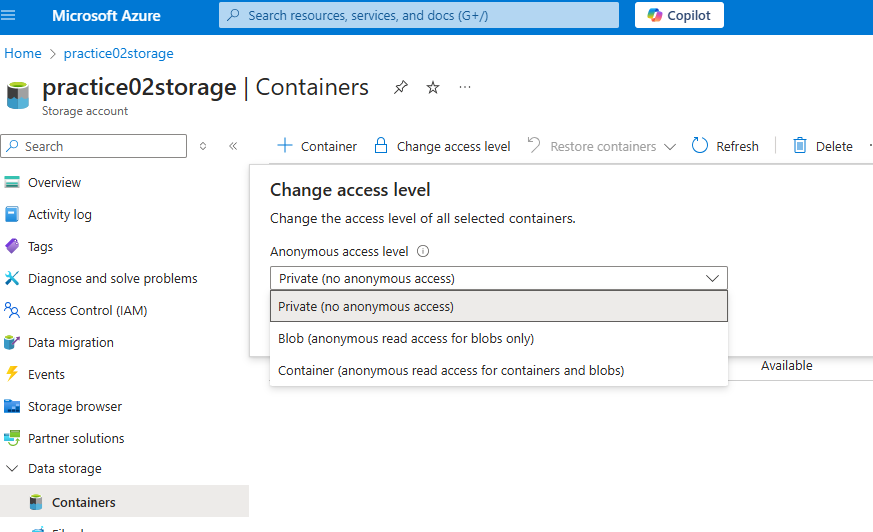 Microsoft Azure
Search resources, services, and docs (G+/)
Copilot
Home > practice02storage
practice02storage | Containers
Storage account
Search
Container
Change access level
Restore containers
Refresh
Delete
Overview
Activity log
Tags
Diagnose and solve problems
Access Control (IAM)
Data migration
Events
Storage browser
Partner solutions
Data storage
Containers
Change access level
Change the access level of all selected containers.
Anonymous access level
Private (no anonymous access)
Private (no anonymous access)
Blob (anonymous read access for blobs only)
Container (anonymous read access for containers and blobs)
Available